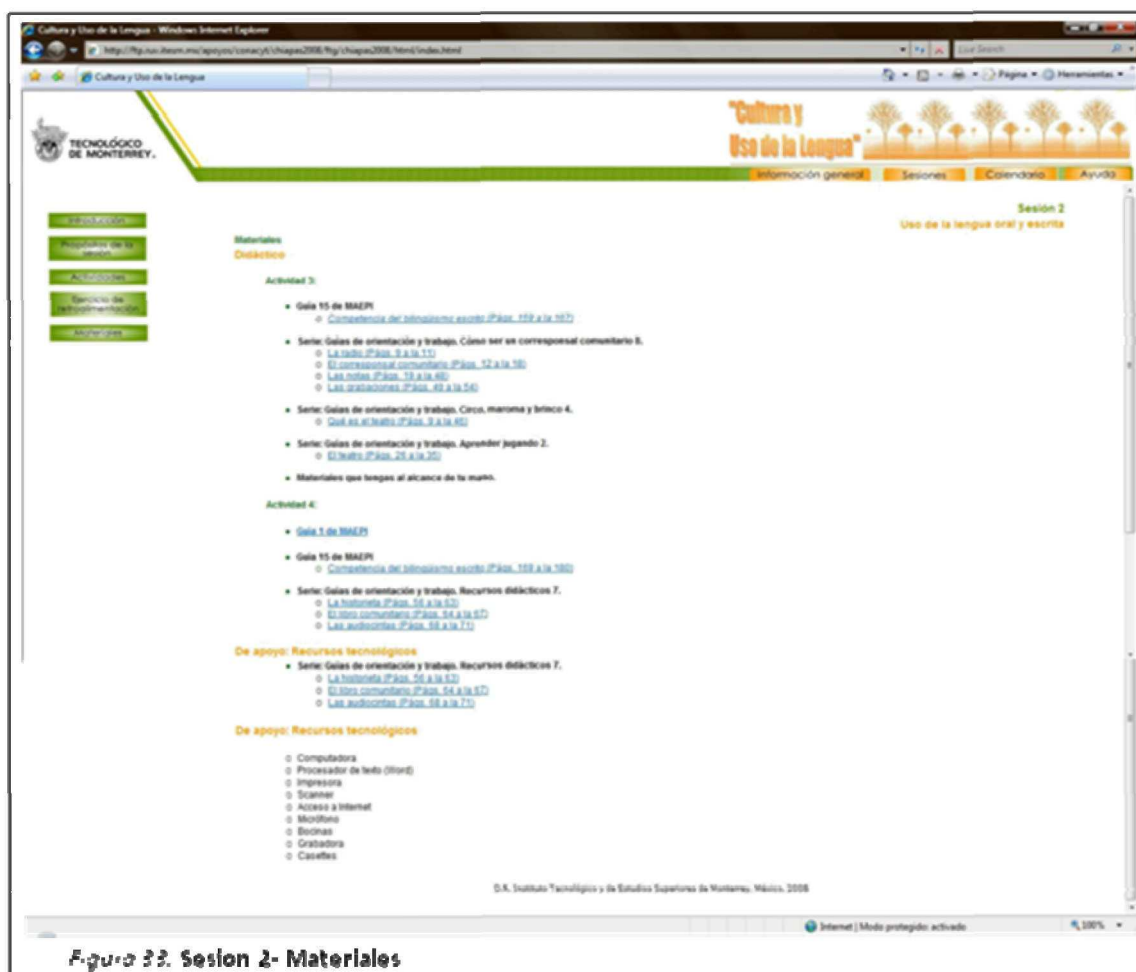 Cultura y Uso de la Lengua - Windows Internet Explorer
Live Search
Cultura y Uso de la Lengua
Página
Herramientas
TECNOLÓGICO
DE MONTERREY.
"Cultura y
Uso de la Lengua"
Información general
Sesiones
Calendario
Ayuda
Sesión 2
Uso de la lengua oral y escrita
Introducción
Propósitos de la
sesión
Actividades
Ejercicio de
retroalimentación
Materiales
Materiales
Didáctico
Actividad 3:
Guía 15 de MAEPI
Competencia del bilingüismo escrito (Págs. 159 a la 167)
Serie: Guías de orientación y trabajo. Cómo ser un corresponsal comunitario 8.
La radio (Págs. 9 a la 11)
El corresponsal comunitario (Págs. 12 a la 18)
Las notas (Págs. 19 a la 48)
Las grabaciones (Págs. 49 a la 54)
Serie: Guías de orientación y trabajo. Circo, maroma y brinco 4.
Qué es el teatro (Págs. 9 a la 46)
Serie: Guías de orientación y trabajo. Aprender jugando 2.
El teatro (Págs. 26 a la 35)
Materiales que tengas al alcance de tu mano.
Actividad 4:
Guía 1 de MAEPI
Guía 15 de MAEPI
Competencia del bilingüismo escrito (Págs. 168 a la 180)
Serie: Guías de orientación y trabajo. Recursos didácticos 7.
La historieta (Págs. 56 a la 63)
El libro comunitario (Págs. 64 a la 67)
Las audiocintas (Págs. 68 a la 71)
De apoyo: Recursos tecnológicos
Serie: Guías de orientación y trabajo. Recursos didácticos 7.
La historieta (Págs. 56 a la 63)
El libro comunitario (Págs. 64 a la 67)
Las audiocintas (Págs. 68 a la 71)
De apoyo: Recursos tecnológicos
Computadora
Procesador de texto (Word)
Impresora
Scanner
Acceso a Internet
Micrófono
Bocinas
Grabadora
Casettes
D.R. Instituto Tecnológico y de Estudios Superiores de Monterrey, México. 2008
Internet | Modo protegido: activado
100%
Figura 33. Sesion 2- Materiales